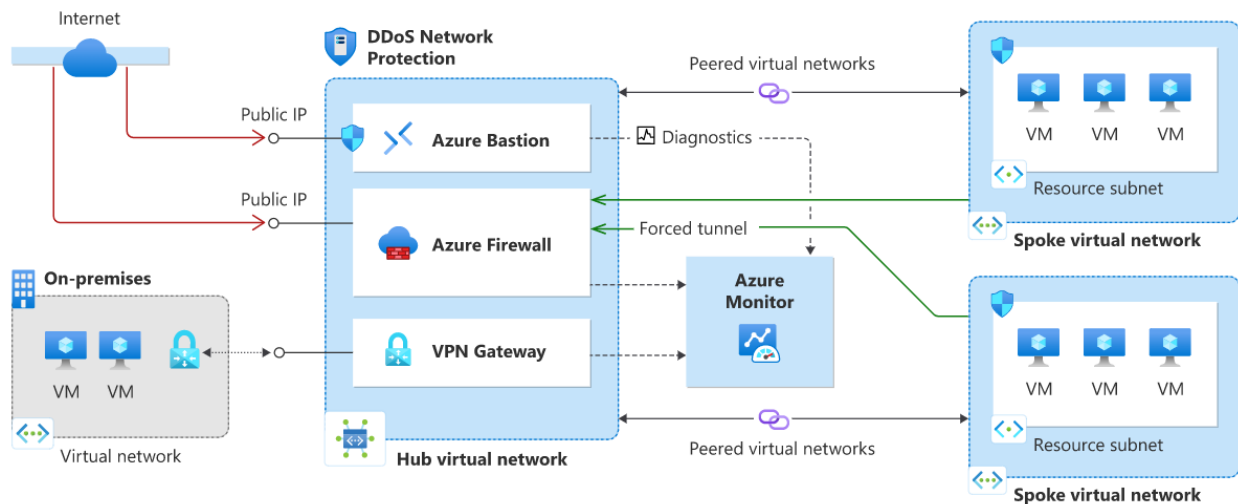 Internet
DDoS Network
Protection
Peered virtual networks
VM
VM
VM
Public IP
Azure Bastion
Diagnostics
Resource subnet
Public IP
Azure Firewall
Forced tunnel
Spoke virtual network
On-premises
Azure
Monitor
VM
VM
VPN Gateway
VM
VM
VM
Resource subnet
Virtual network
Hub virtual network
Peered virtual networks
Spoke virtual network